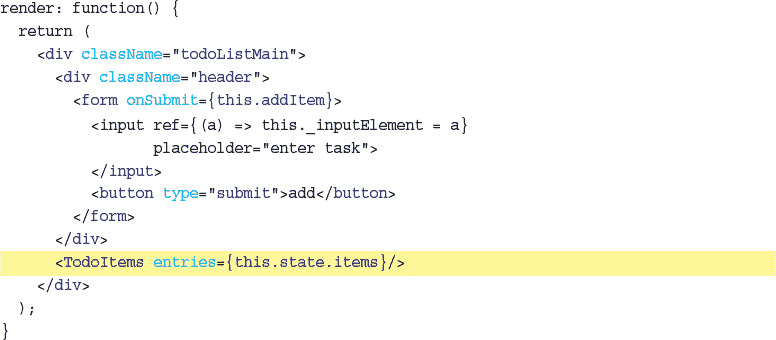 render: function() {
  return (
    <div className="todoListMain">
      <div className="header">
        <form onSubmit={this.addItem}>
          <input ref={(a) => this._inputElement = a}
                 placeholder="enter task">
          </input>
          <button type="submit">add</button>
        </form>
      </div>
      <TodoItems entries={this.state.items}/>
    </div>
  );
}